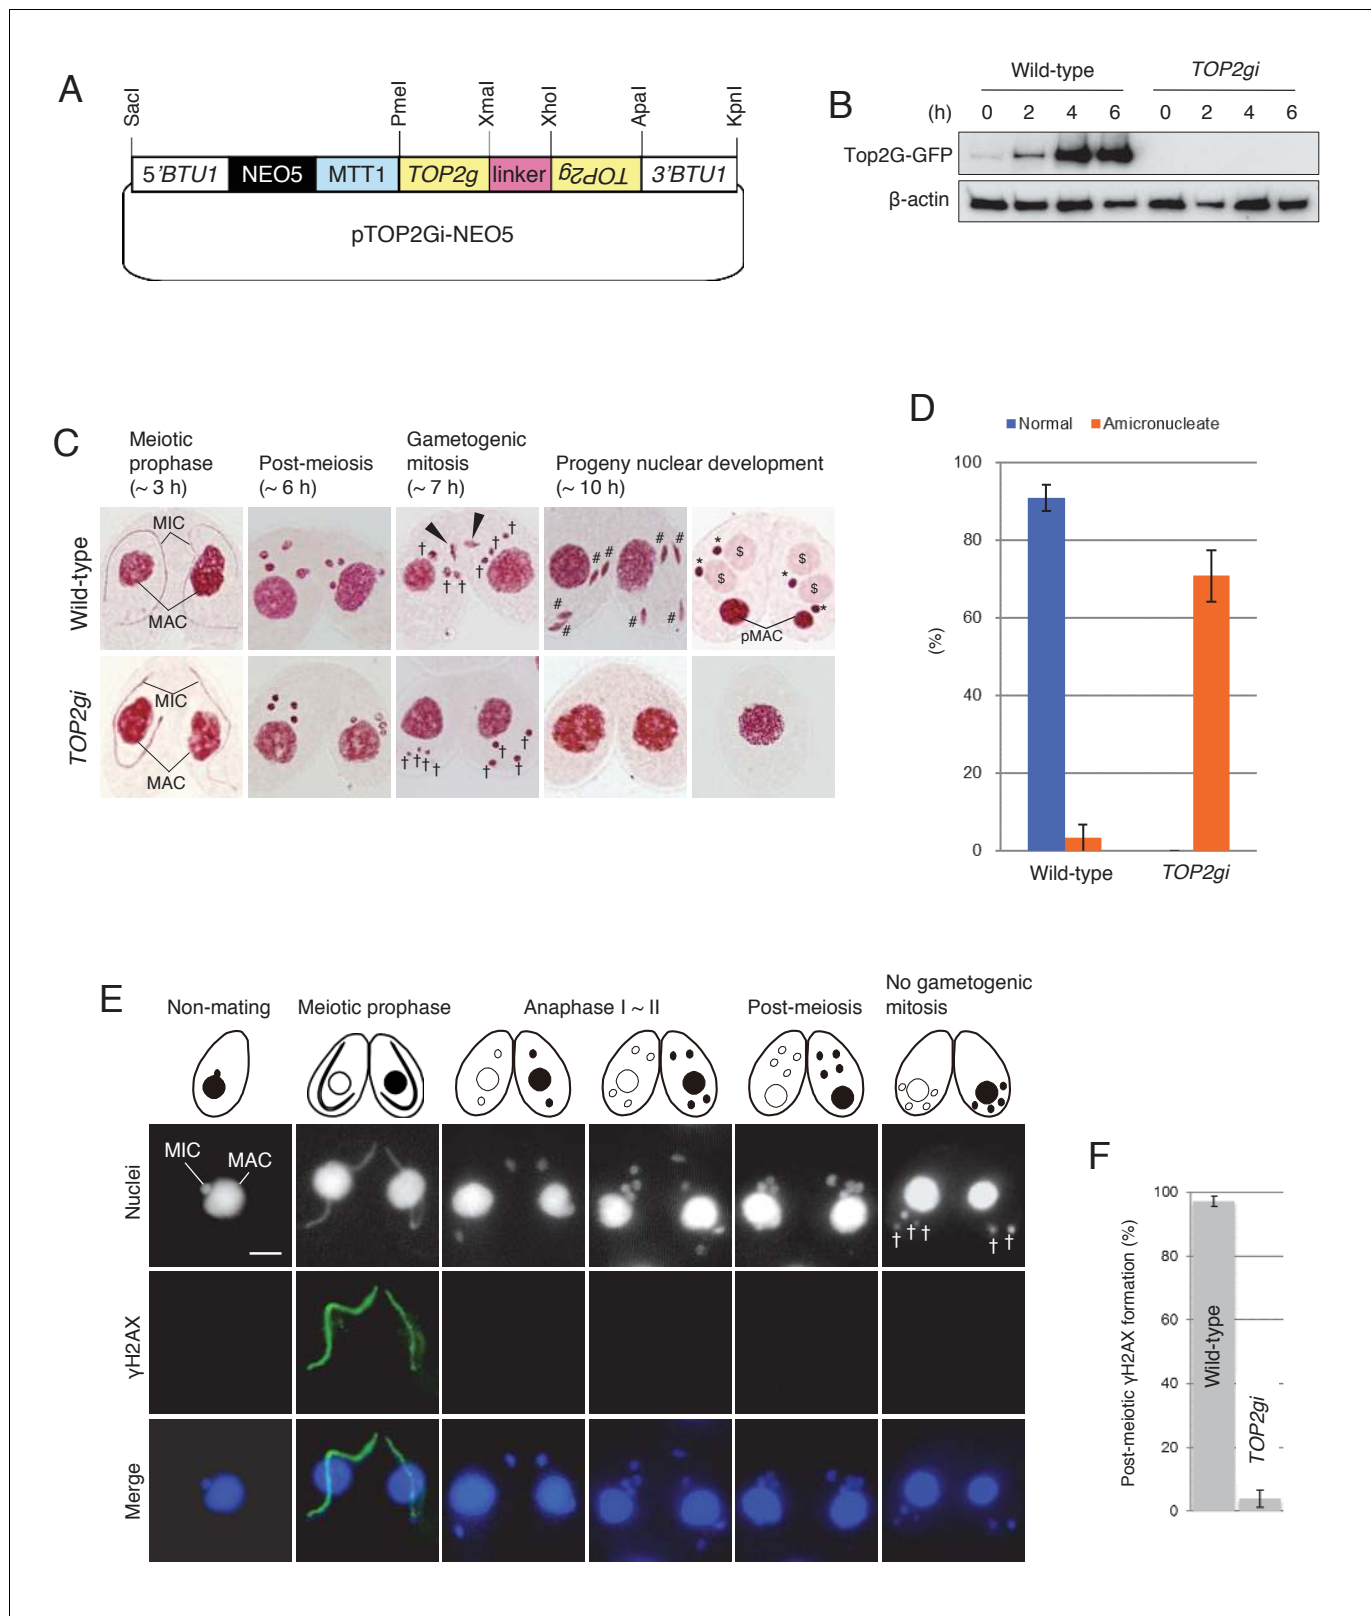 A
SacI
PmeI
XmaI
XhoI
ApaI
KpnI
5'BTU1 NEO5 MTT1 TOP2g linker TOP2g 3'BTU1
pTOP2Gi-NEO5
B
Wild-type TOP2gi
(h) 0 2 4 6 0 2 4 6
Top2G-GFP
β-actin
C
Meiotic
prophase
(~ 3 h)
Post-meiosis
(~ 6 h)
Gametogenic
mitosis
(~ 7 h)
Progeny nuclear development
(~ 10 h)
Wild-type
MIC
MAC
† † † † † †
# # # # # # # #
* * * *
$ $ $ $
pMAC
TOP2gi
MIC
MAC
† † † † † † † †
D
Normal Amicronucleate
100
80
60
40
20
0
(%)
Wild-type TOP2gi
E
Non-mating
Meiotic prophase
Anaphase I ~ II
Post-meiosis
No gametogenic
mitosis
Nuclei
MIC
MAC
† † † † †
γH2AX
Merge
F
Post-meiotic γH2AX formation (%)
100
80
60
40
20
0
Wild-type
TOP2gi